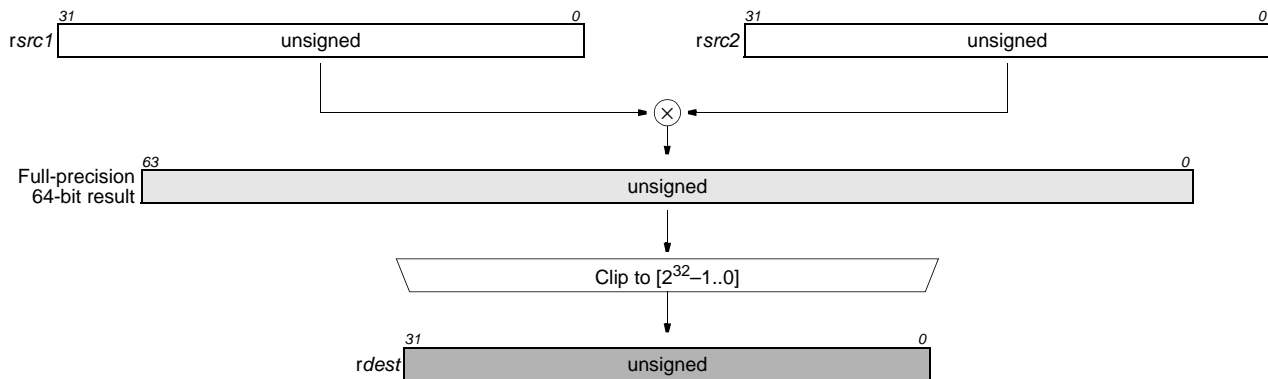 31 0 31 0
rsrc1 unsigned rsrc2 unsigned
×
63 0
Full-precision
64-bit result
unsigned
Clip to [2³²–1..0]
31 0
rdest unsigned